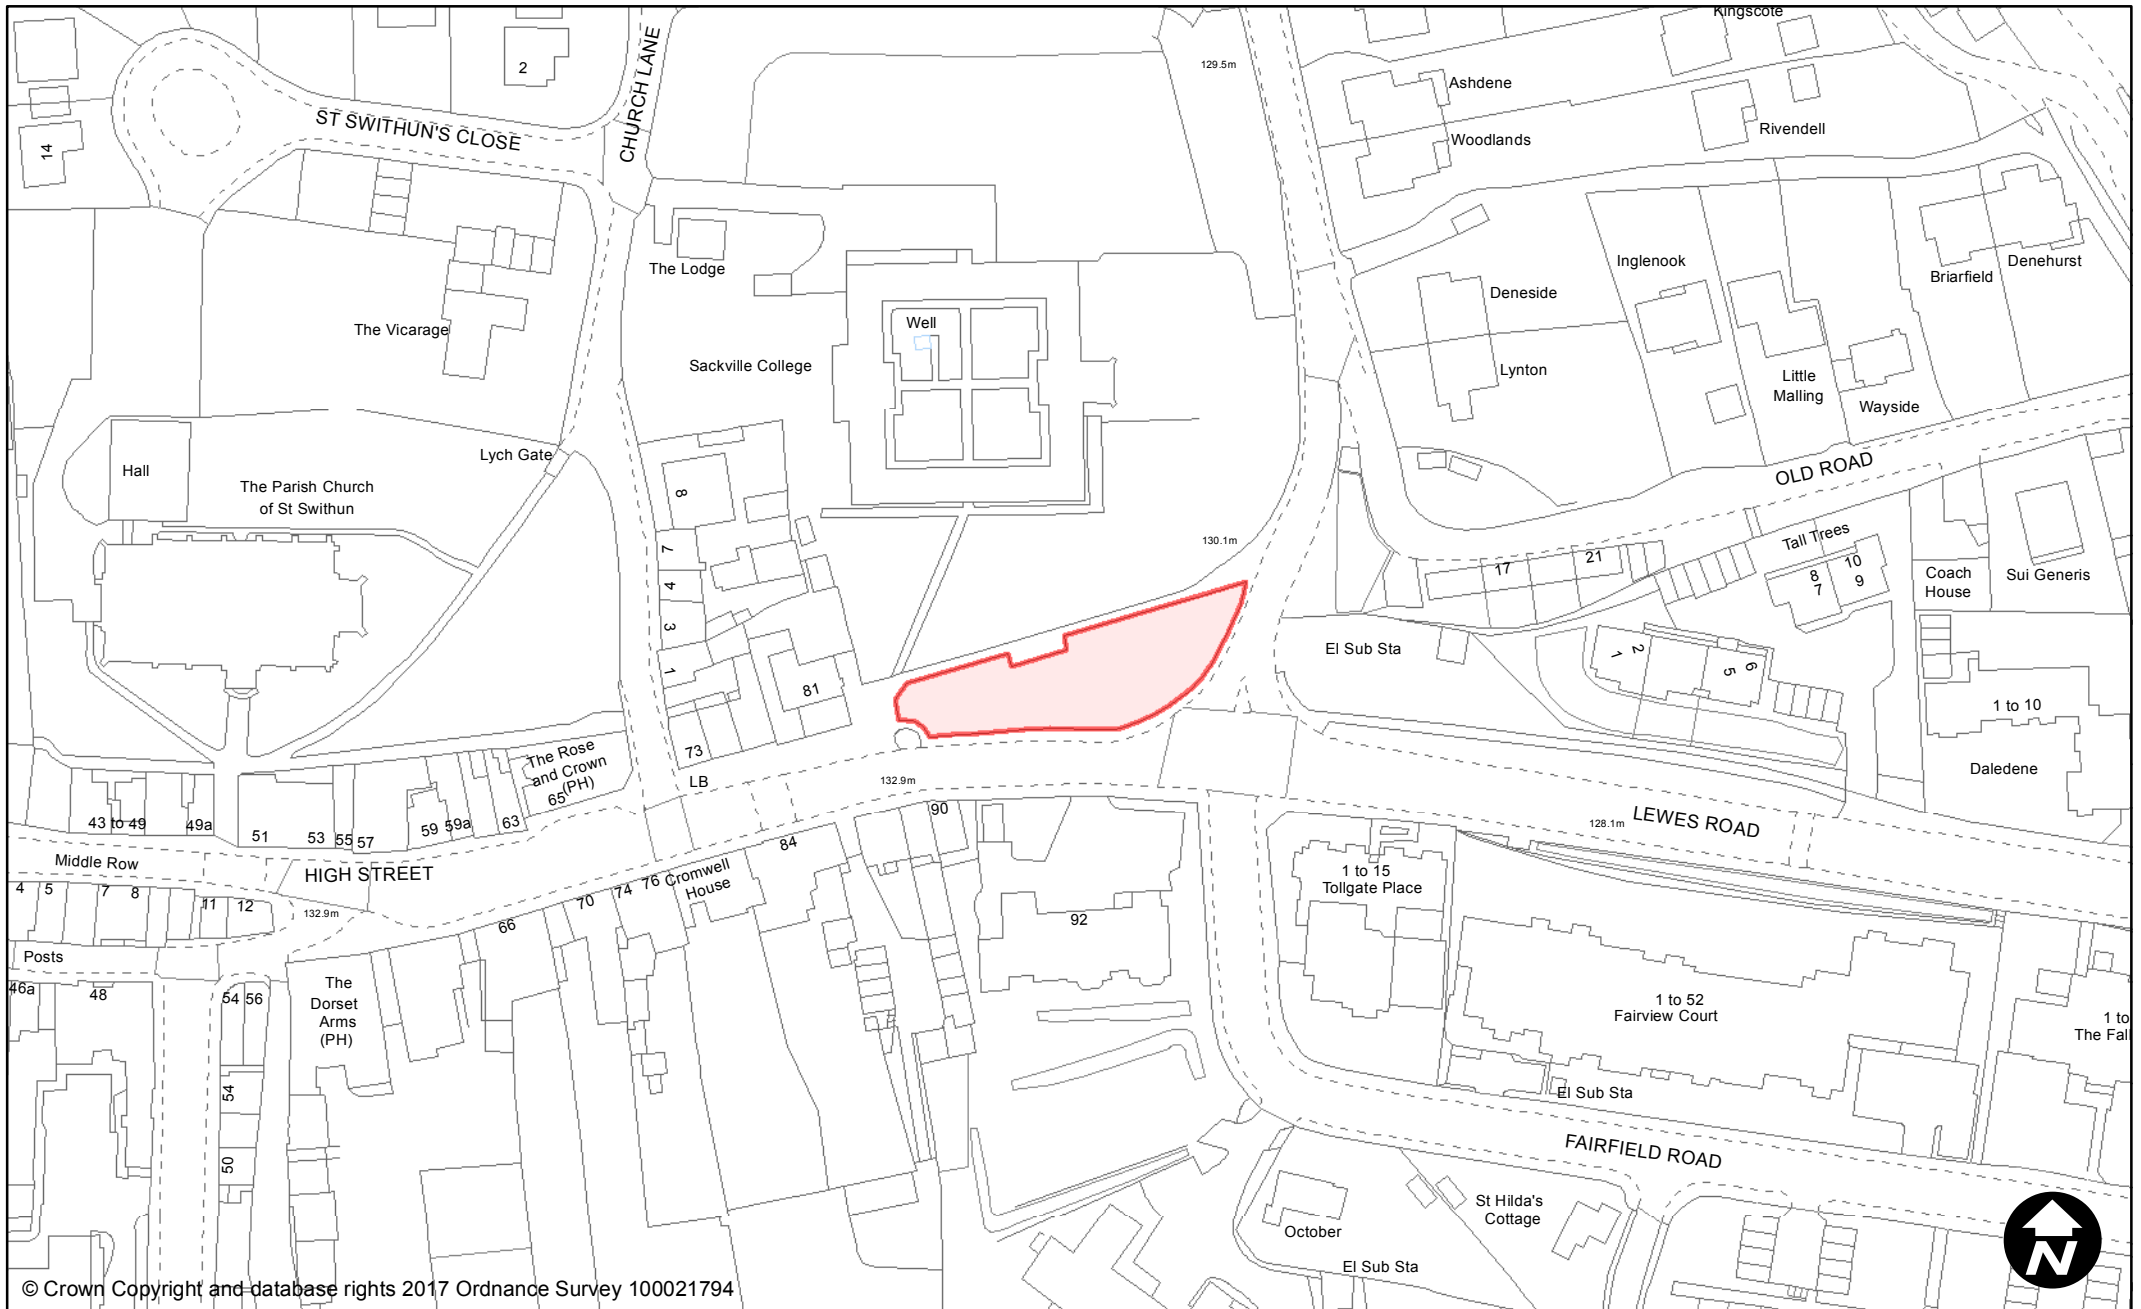 Kingscote
129.5m
2
CHURCH LANE
ST SWITHUN'S CLOSE
14
Ashdene
Woodlands
Rivendell
The Lodge
Inglenook
Denehurst
Briarfield
Deneside
The Vicarage
Well
Sackville College
Lynton
Little
Malling
Wayside
Lych Gate
Hall
The Parish Church
of St Swithun
OLD ROAD
8
7
4
3
1
130.1m
17
21
Tall Trees
8
7
10
9
Coach
House
Sui Generis
El Sub Sta
1
2
5
6
81
73
LB
1 to 10
Daledene
The Rose
and Crown
(PH)
65
132.9m
90
LEWES ROAD
128.1m
43 to 49
49a
51
53
55
57
59
59a
63
Middle Row
HIGH STREET
84
76
Cromwell
House
74
70
66
4
5
7
8
11
12
132.9m
1 to 15
Tollgate Place
92
Posts
46a
48
54
56
The
Dorset
Arms
(PH)
1 to 52
Fairview Court
1 to
The Fall
54
50
El Sub Sta
FAIRFIELD ROAD
St Hilda's
Cottage
October
El Sub Sta
N
© Crown Copyright and database rights 2017 Ordnance Survey 100021794